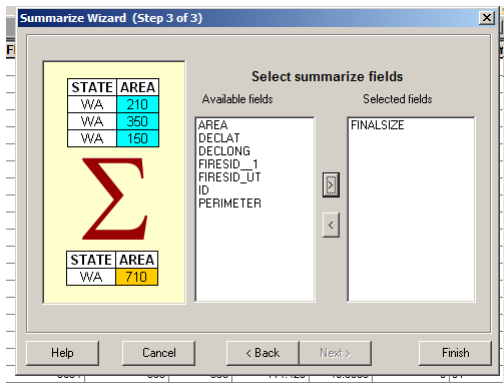 Summarize Wizard (Step 3 of 3)
Select summarize fields
Available fields
Selected fields
STATE AREA
WA 210
WA 350
WA 150
Σ
STATE AREA
WA 710
AREA
DECLAT
DECLONG
FIRESID__1
FIRESID_UT
ID
PERIMETER
>
<
FINALSIZE
Help
Cancel
< Back
Next >
Finish